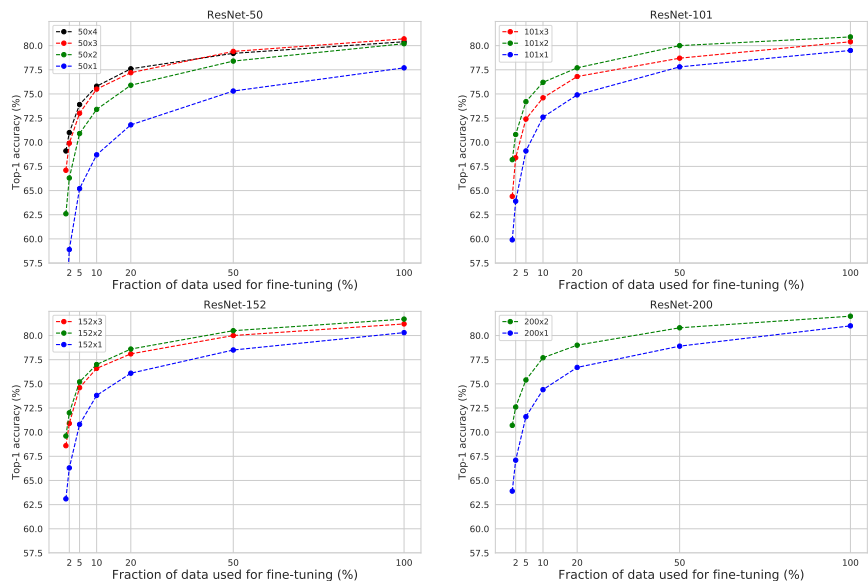 ResNet-50
50x4
50x3
50x2
50x1
80.0
77.5
75.0
72.5
70.0
67.5
65.0
62.5
60.0
57.5
Top-1 accuracy (%)
2 5 10 20 50 100
Fraction of data used for fine-tuning (%)
ResNet-101
101x3
101x2
101x1
80.0
77.5
75.0
72.5
70.0
67.5
65.0
62.5
60.0
57.5
Top-1 accuracy (%)
2 5 10 20 50 100
Fraction of data used for fine-tuning (%)
ResNet-152
152x3
152x2
152x1
80.0
77.5
75.0
72.5
70.0
67.5
65.0
62.5
60.0
57.5
Top-1 accuracy (%)
2 5 10 20 50 100
Fraction of data used for fine-tuning (%)
ResNet-200
200x2
200x1
80.0
77.5
75.0
72.5
70.0
67.5
65.0
62.5
60.0
57.5
Top-1 accuracy (%)
2 5 10 20 50 100
Fraction of data used for fine-tuning (%)